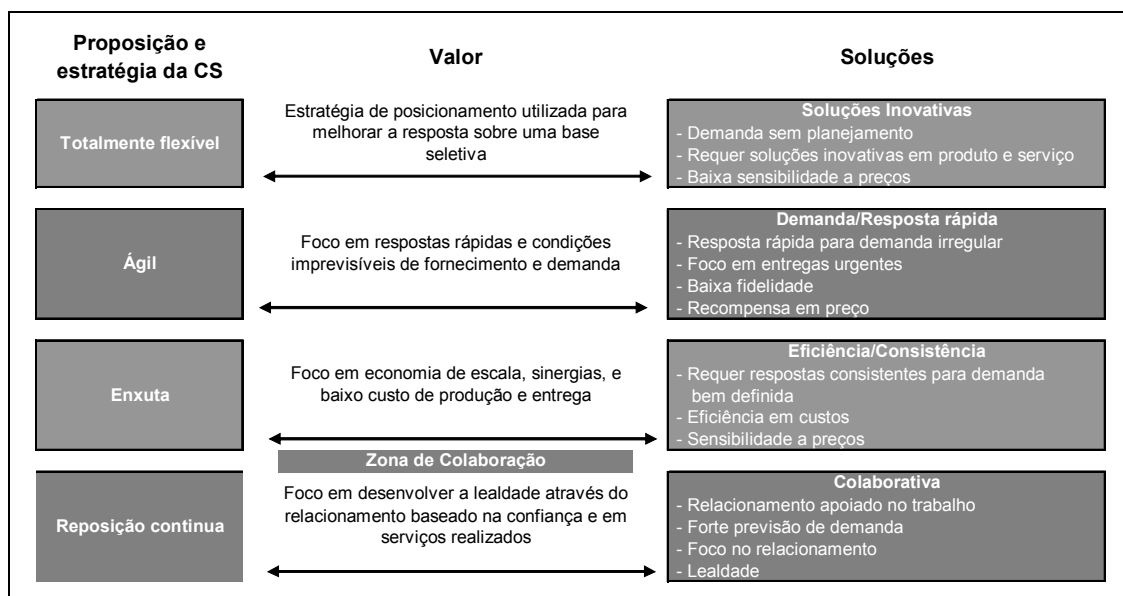 Proposição e
estratégia da CS
Valor
Soluções
Totalmente flexível
Estratégia de posicionamento utilizada para
melhorar a resposta sobre uma base
seletiva
Soluções Inovativas
- Demanda sem planejamento
- Requer soluções inovativas em produto e serviço
- Baixa sensibilidade a preços
Ágil
Foco em respostas rápidas e condições
imprevisíveis de fornecimento e demanda
Demanda/Resposta rápida
- Resposta rápida para demanda irregular
- Foco em entregas urgentes
- Baixa fidelidade
- Recompensa em preço
Enxuta
Foco em economia de escala, sinergias, e
baixo custo de produção e entrega
Eficiência/Consistência
- Requer respostas consistentes para demanda
bem definida
- Eficiência em custos
- Sensibilidade a preços
Zona de Colaboração
Reposição continua
Foco em desenvolver a lealdade através do
relacionamento baseado na confiança e em
serviços realizados
Colaborativa
- Relacionamento apoiado no trabalho
- Forte previsão de demanda
- Foco no relacionamento
- Lealdade